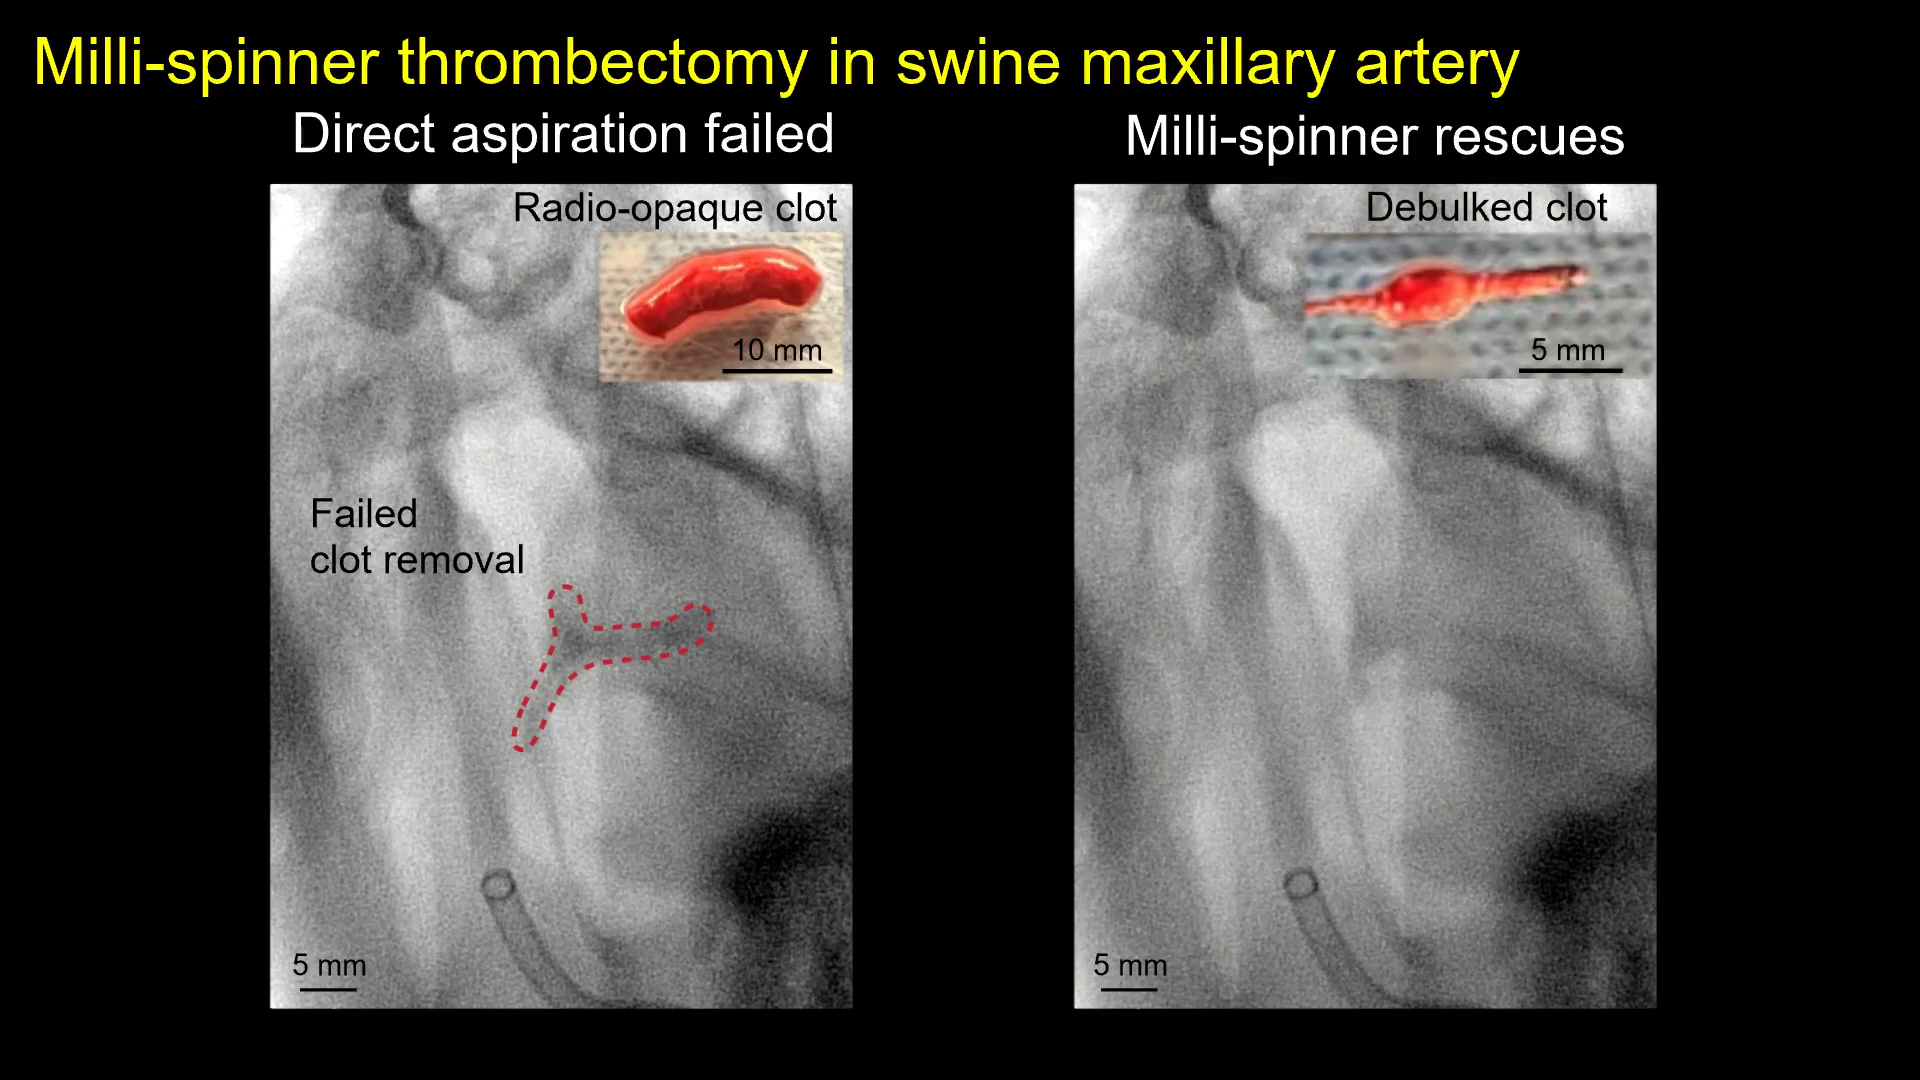 Milli-spinner thrombectomy in swine maxillary artery
Direct aspiration failed
Radio-opaque clot
10 mm
Failed
clot removal
5 mm
Milli-spinner rescues
Debulked clot
5 mm
5 mm